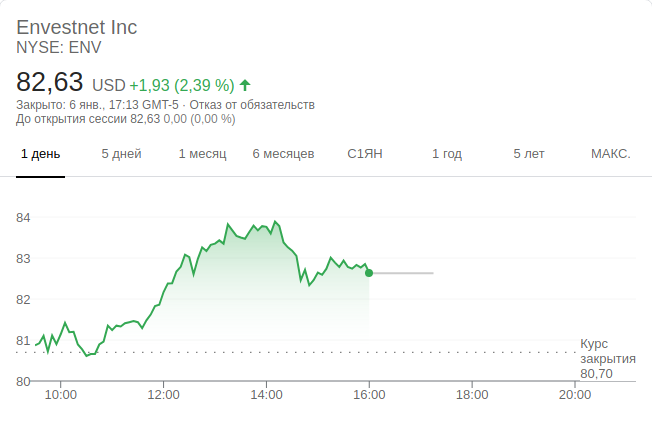 Envestnet Inc
NYSE: ENV
82,63 USD +1,93 (2,39 %)
Закрыто: 6 янв., 17:13 GMT-5 · Отказ от обязательств
До открытия сессии 82,63 0,00 (0,00 %)
1 день 5 дней 1 месяц 6 месяцев С1ЯН 1 год 5 лет МАКС.
84
83
82
81
80
Курс
закрытия
80,70
10:00 12:00 14:00 16:00 18:00 20:00